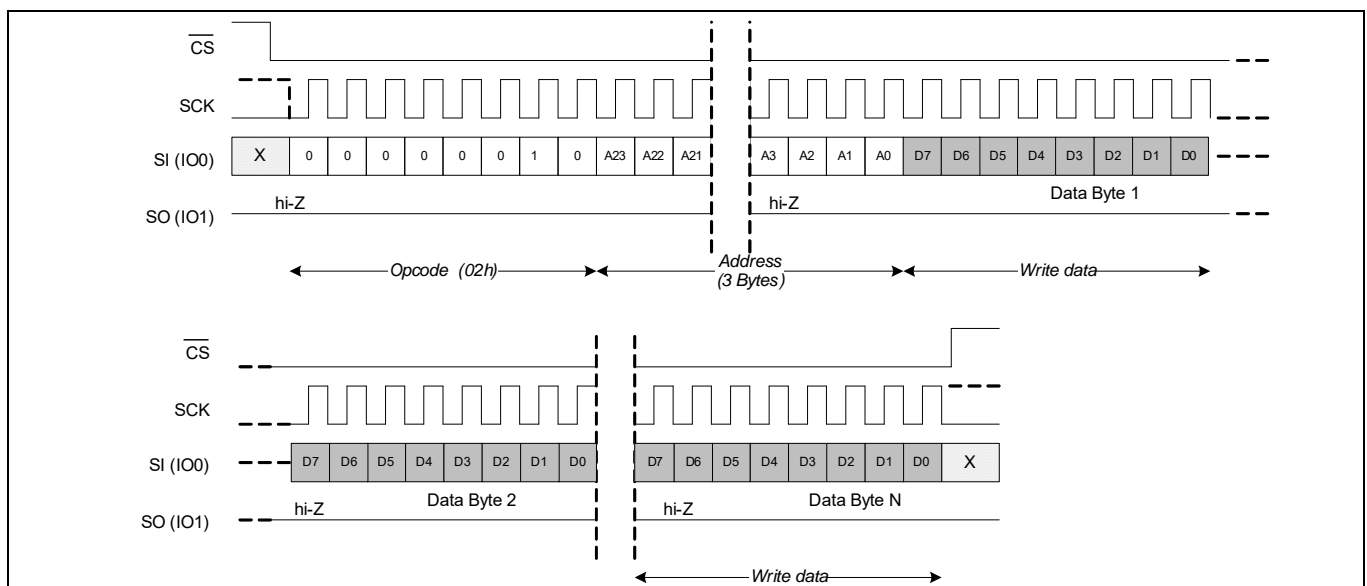 CS
SCK
SI (IO0) X 0 0 0 0 0 0 1 0 A23 A22 A21 A3 A2 A1 A0 D7 D6 D5 D4 D3 D2 D1 D0
Data Byte 1
hi-Z hi-Z
SO (IO1)
Opcode (02h) Address Write data
(3 Bytes)
CS
SCK
SI (IO0) D7 D6 D5 D4 D3 D2 D1 D0 D7 D6 D5 D4 D3 D2 D1 D0 X
Data Byte 2 Data Byte N
hi-Z hi-Z
SO (IO1)
Write data